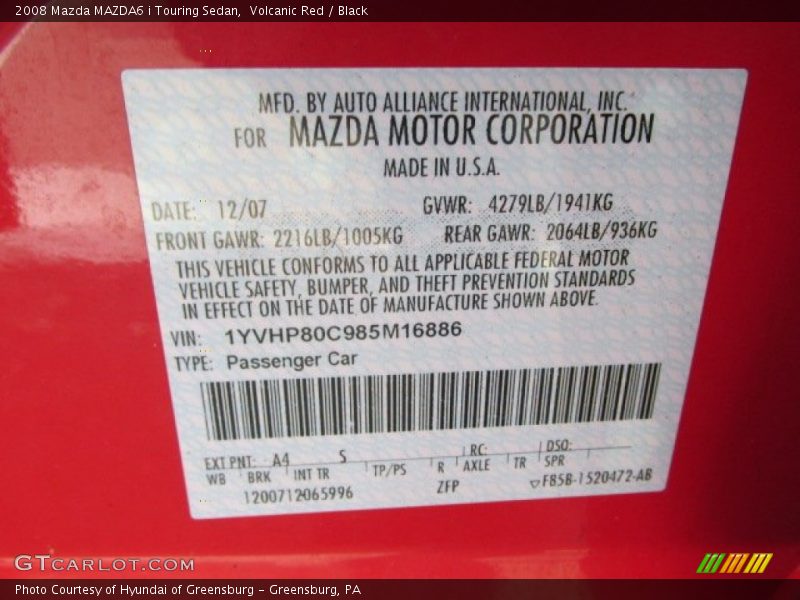 2008 Mazda MAZDA6 i Touring Sedan,  Volcanic Red / Black
MFD. BY AUTO ALLIANCE INTERNATIONAL, INC.
FOR MAZDA MOTOR CORPORATION
MADE IN U.S.A.
DATE: 12/07 GVWR: 4279LB/1941KG
FRONT GAWR: 2216LB/1005KG REAR GAWR: 2064LB/936KG
THIS VEHICLE CONFORMS TO ALL APPLICABLE FEDERAL MOTOR
VEHICLE SAFETY, BUMPER, AND THEFT PREVENTION STANDARDS
IN EFFECT ON THE DATE OF MANUFACTURE SHOWN ABOVE.
VIN: 1YVHP80C985M16886
TYPE: Passenger Car
EXT PNT: A4 S RC: DSO:
WB BRK INT TR TP/PS R AXLE TR SPR
1200712065996 ZFP F85B-1520472-AB
GTCARLOT.COM
Photo Courtesy of Hyundai of Greensburg - Greensburg, PA